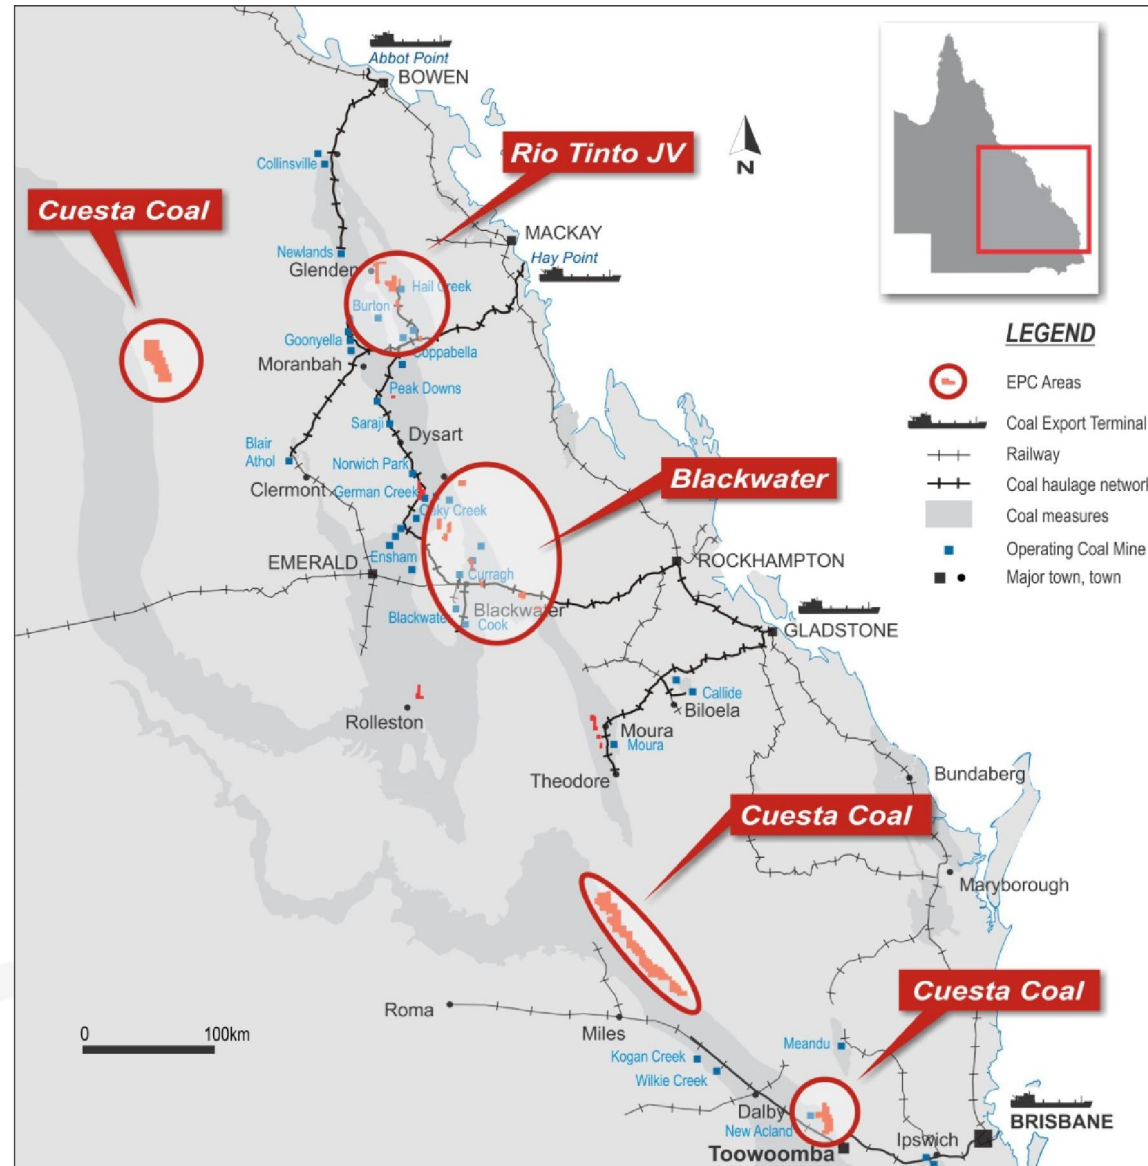 Abbot Point
BOWEN
Rio Tinto JV
N
Collinsville
Cuesta Coal
MACKAY
Newlands
Hay Point
Glenden
Hail Creek
Burton
Goonyella
Coppabella
Moranbah
Peak Downs
Saraji
Dysart
Blair
Athol
Norwich Park
Blackwater
Clermont
German Creek
Oaky Creek
Ensham
EMERALD
ROCKHAMPTON
Curragh
Blackwater
Blackwater
Cook
GLADSTONE
Callide
Biloela
Rolleston
Moura
Moura
Theodore
Bundaberg
Cuesta Coal
Maryborough
Cuesta Coal
Roma
Miles
0 100km
Meandu
Kogan Creek
Wilkie Creek
Dalby
New Acland
BRISBANE
Ipswich
Toowoomba
LEGEND
EPC Areas
Coal Export Terminal
Railway
Coal haulage network
Coal measures
Operating Coal Mine
Major town, town